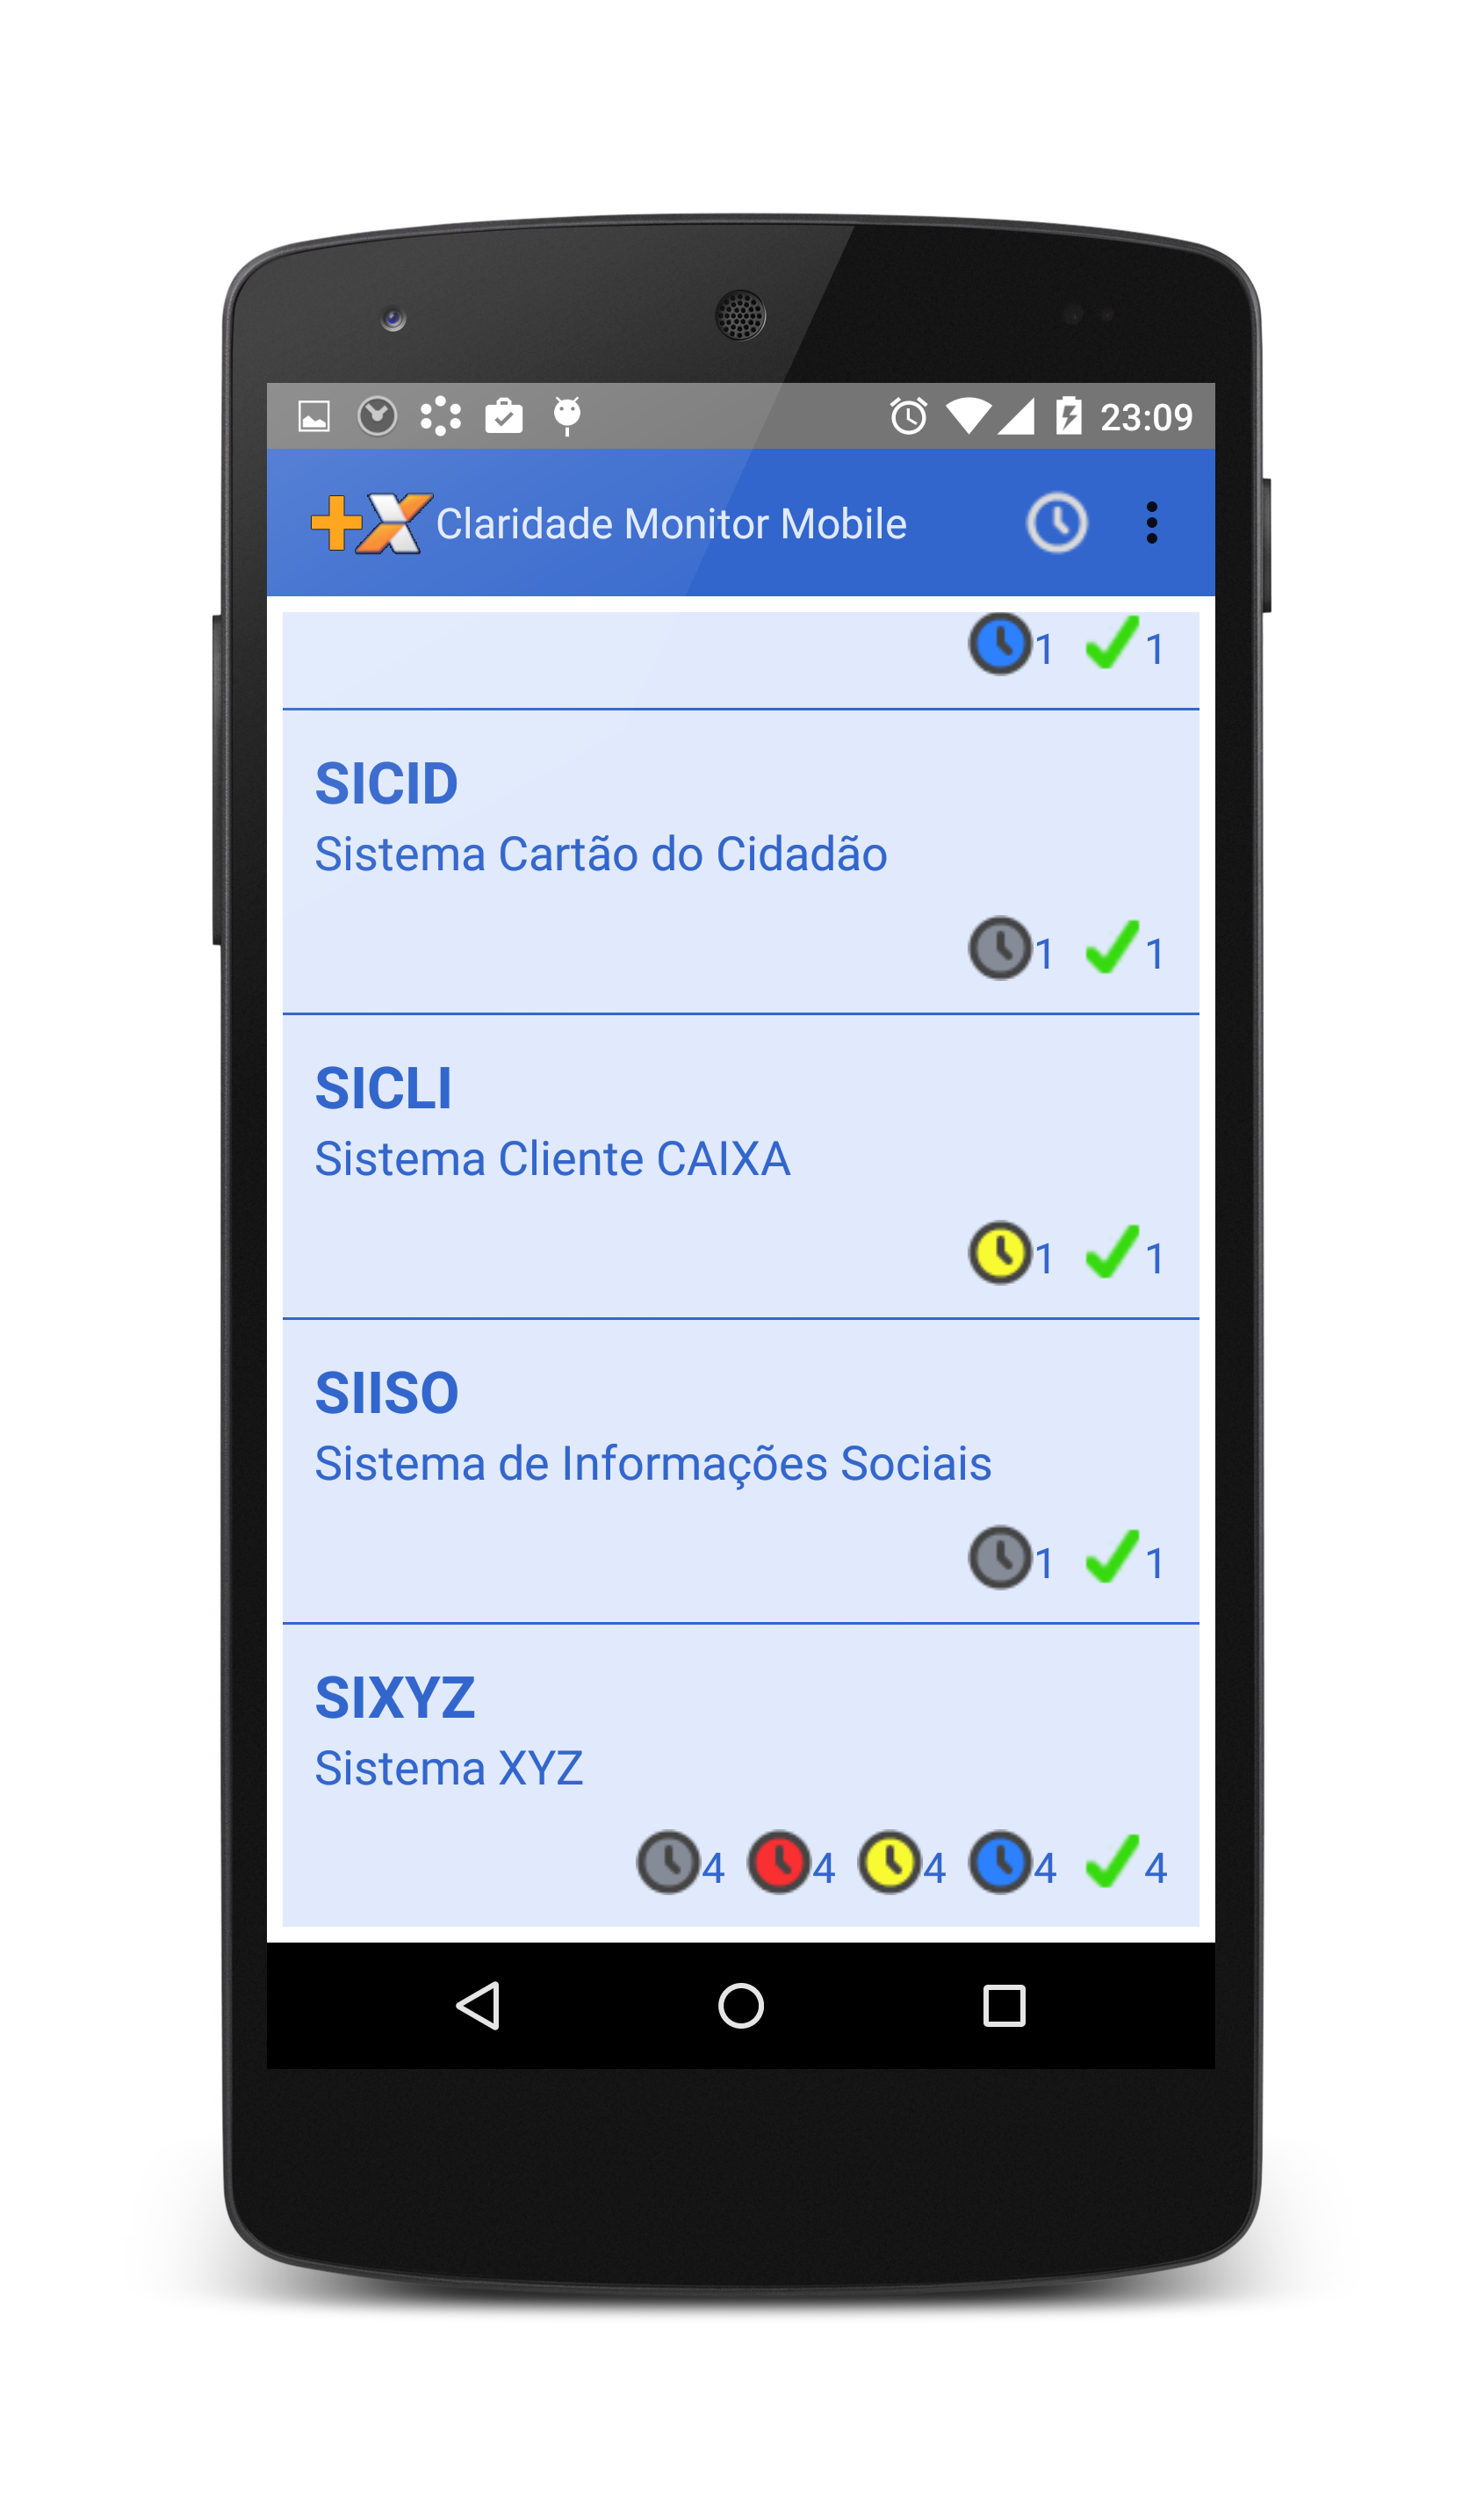 23:09
+X Claridade Monitor Mobile
1 1
SICID
Sistema Cartão do Cidadão
1 1
SICLI
Sistema Cliente CAIXA
1 1
SIISO
Sistema de Informações Sociais
1 1
SIXYZ
Sistema XYZ
4 4 4 4 4